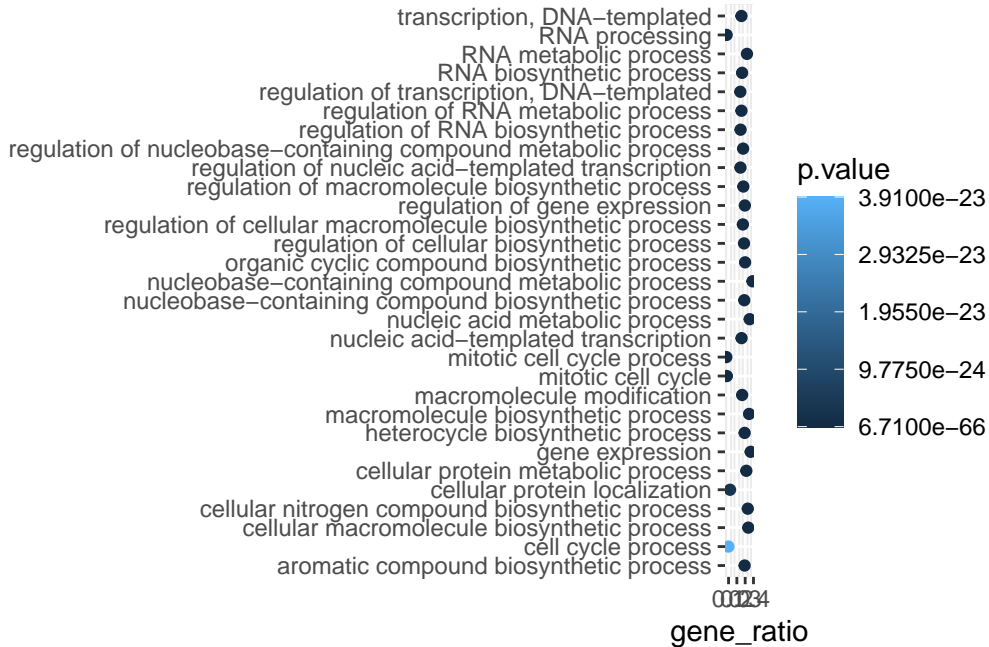 transcription, DNA−templated
RNA processing
RNA metabolic process
RNA biosynthetic process
regulation of transcription, DNA−templated
regulation of RNA metabolic process
regulation of RNA biosynthetic process
regulation of nucleobase−containing compound metabolic process
regulation of nucleic acid−templated transcription
regulation of macromolecule biosynthetic process
regulation of gene expression
regulation of cellular macromolecule biosynthetic process
regulation of cellular biosynthetic process
organic cyclic compound biosynthetic process
nucleobase−containing compound metabolic process
nucleobase−containing compound biosynthetic process
nucleic acid metabolic process
nucleic acid−templated transcription
mitotic cell cycle process
mitotic cell cycle
macromolecule modification
macromolecule biosynthetic process
heterocycle biosynthetic process
gene expression
cellular protein metabolic process
cellular protein localization
cellular nitrogen compound biosynthetic process
cellular macromolecule biosynthetic process
cell cycle process
aromatic compound biosynthetic process
gene_ratio
p.value
3.9100e−23
2.9325e−23
1.9550e−23
9.7750e−24
6.7100e−66